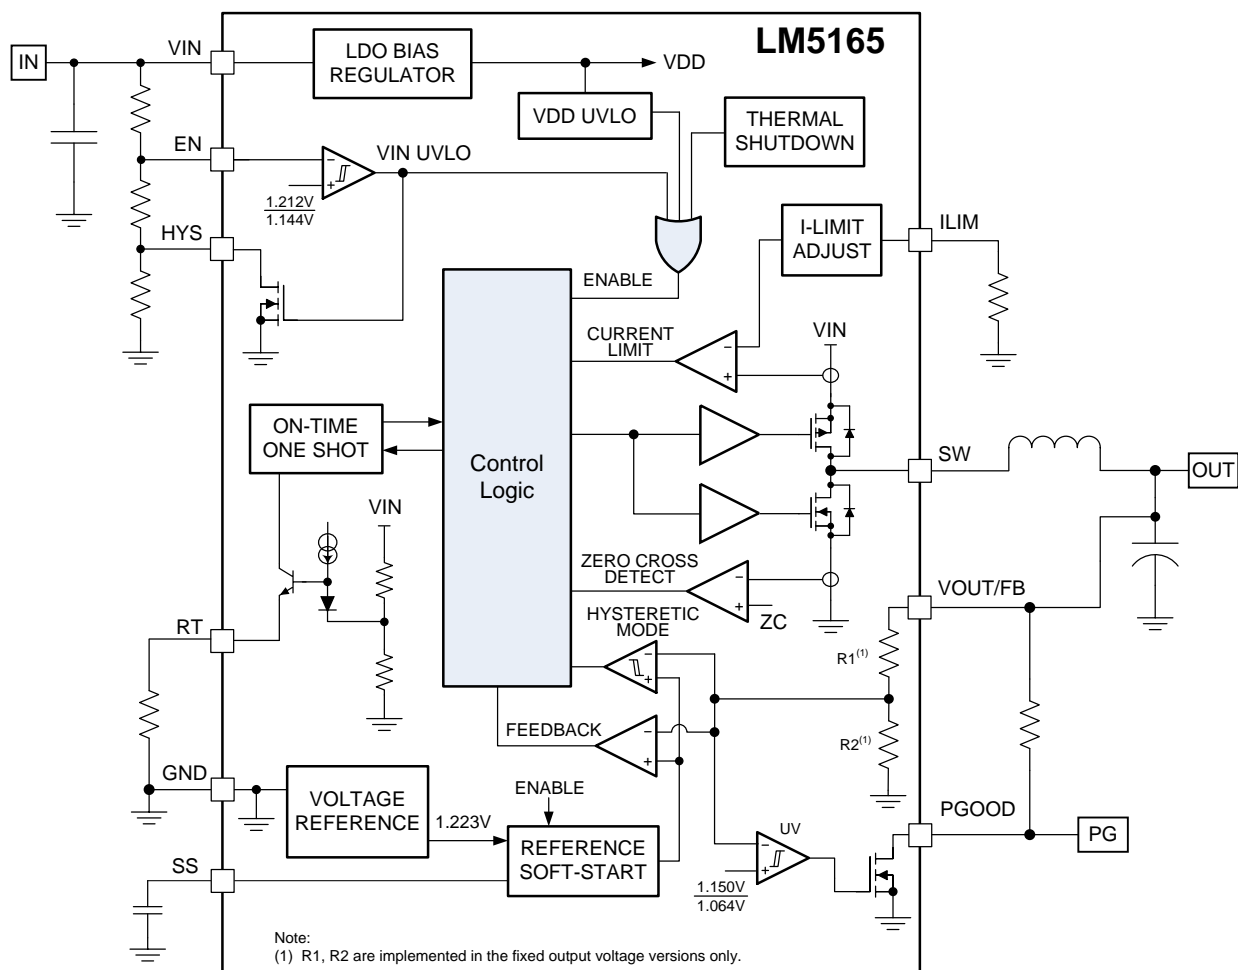 LM5165
IN
VIN
LDO BIAS
REGULATOR
VDD
VDD UVLO
THERMAL
SHUTDOWN
EN
VIN UVLO
1.212V
1.144V
HYS
I-LIMIT
ADJUST
ILIM
ENABLE
CURRENT
LIMIT
VIN
ON-TIME
ONE SHOT
Control
Logic
SW
OUT
VIN
ZERO CROSS
DETECT
ZC
VOUT/FB
HYSTERETIC
MODE
RT
R1(1)
FEEDBACK
R2(1)
GND
VOLTAGE
REFERENCE
1.223V
ENABLE
REFERENCE
SOFT-START
UV
PGOOD
PG
SS
1.150V
1.064V
Note:
(1) R1, R2 are implemented in the fixed output voltage versions only.